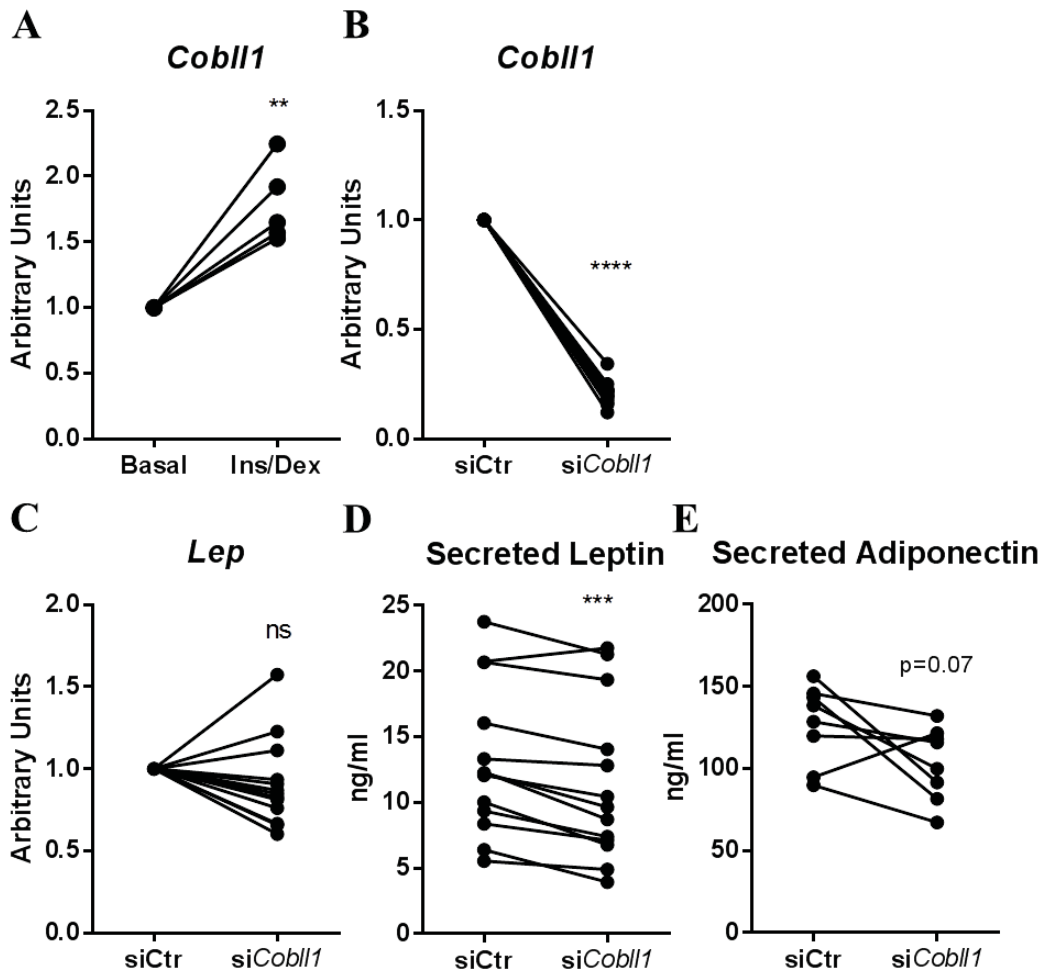 A
Cobll1
**
Arbitrary Units
2.5
2.0
1.5
1.0
0.5
0.0
Basal Ins/Dex
B
Cobll1
****
Arbitrary Units
1.5
1.0
0.5
0.0
siCtr siCobll1
C
Lep
ns
Arbitrary Units
2.0
1.5
1.0
0.5
0.0
siCtr siCobll1
D
Secreted Leptin
***
ng/ml
25
20
15
10
5
0
siCtr siCobll1
E
Secreted Adiponectin
p=0.07
ng/ml
200
150
100
50
0
siCtr siCobll1